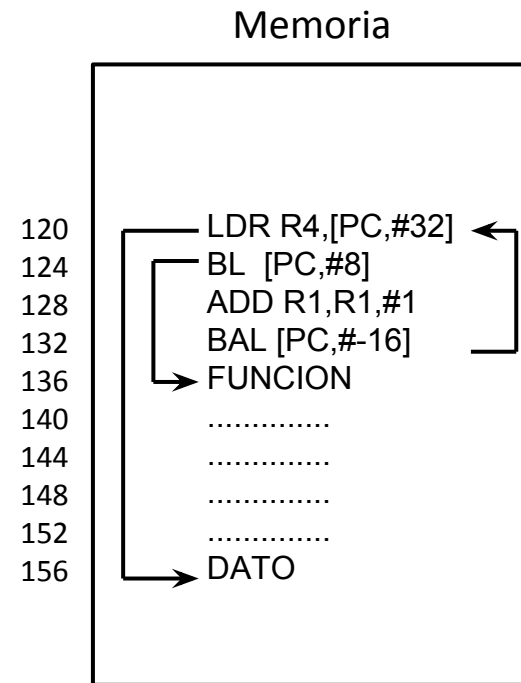 Memoria
120 LDR R4,[PC,#32]
124 BL [PC,#8]
128 ADD R1,R1,#1
132 BAL [PC,#-16]
136 FUNCION
140 ..............
144 ..............
148 ..............
152 ..............
156 DATO